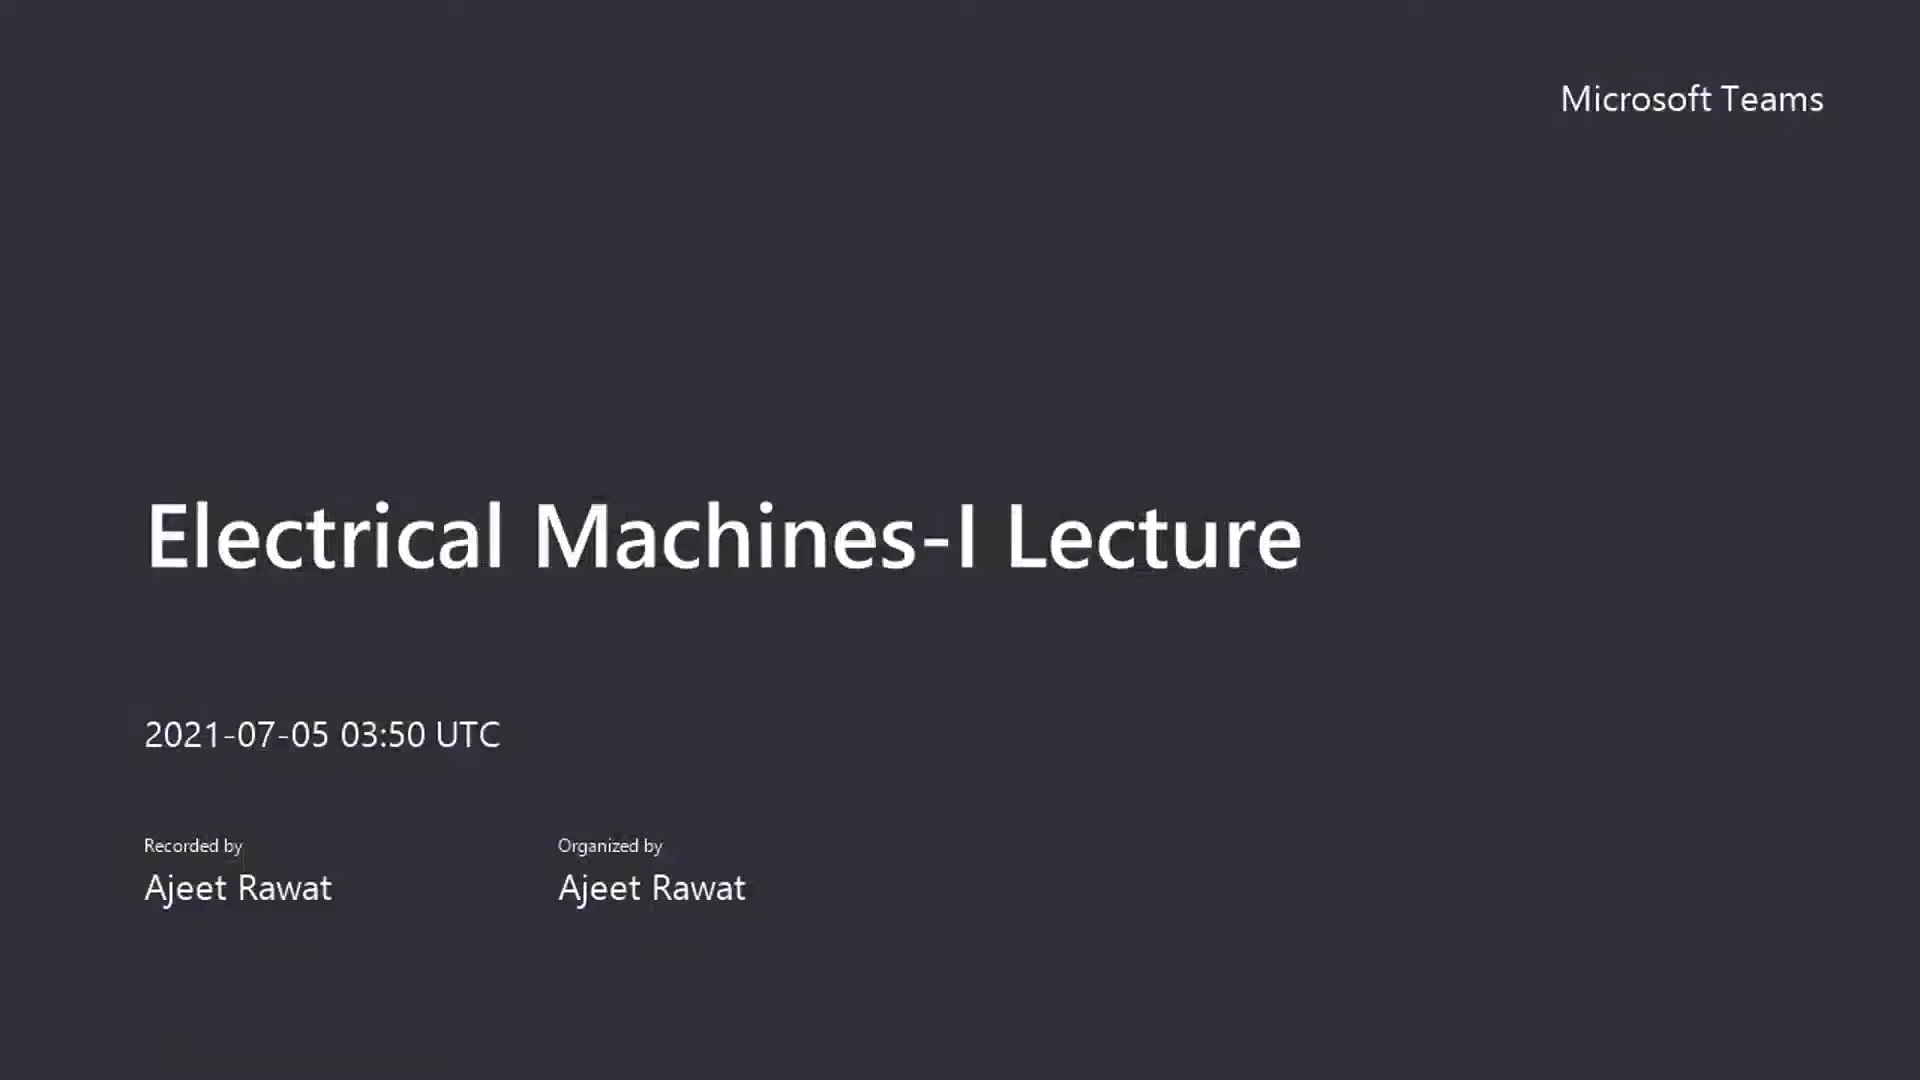 Microsoft Teams
Electrical Machines-I Lecture
2021-07-05 03:50 UTC
Recorded by
Organized by
Ajeet Rawat
Ajeet Rawat